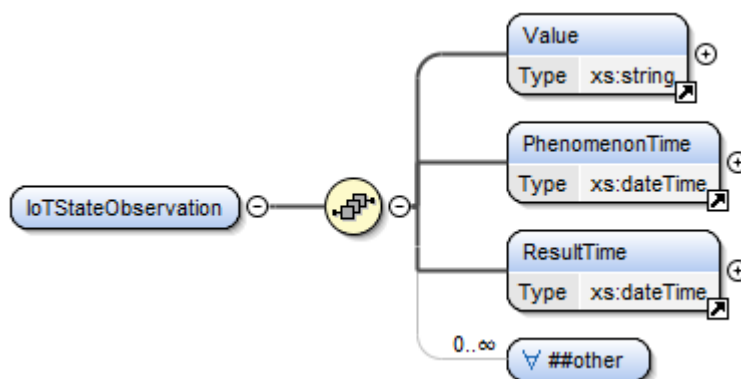 Value
Type xs:string
PhenomenonTime
Type xs:dateTime
IoTStateObservation
ResultTime
Type xs:dateTime
0..∞
∀ ##other